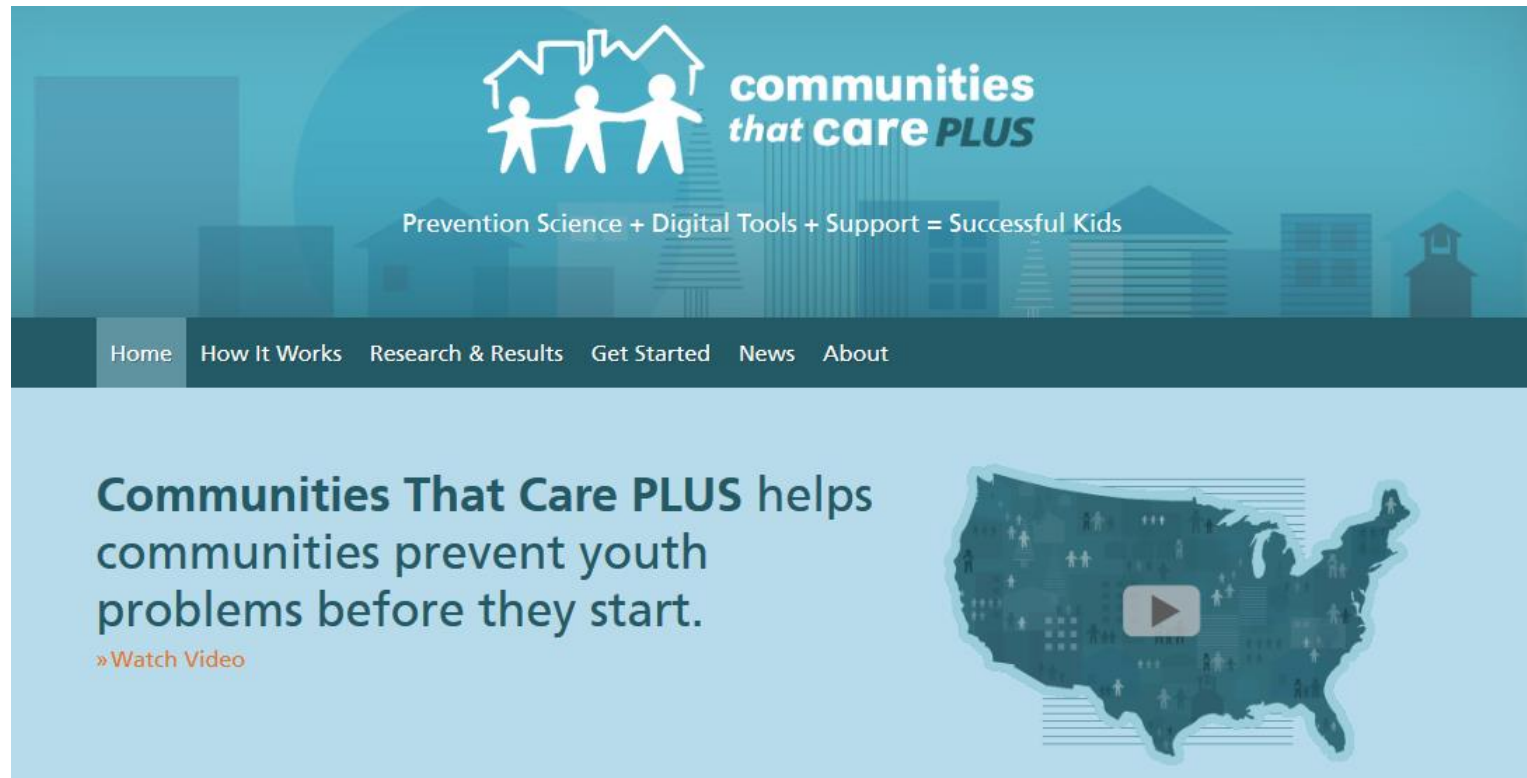 communities
that care PLUS
Prevention Science + Digital Tools + Support = Successful Kids
Home How It Works Research & Results Get Started News About
Communities That Care PLUS helps
communities prevent youth
problems before they start.
»Watch Video